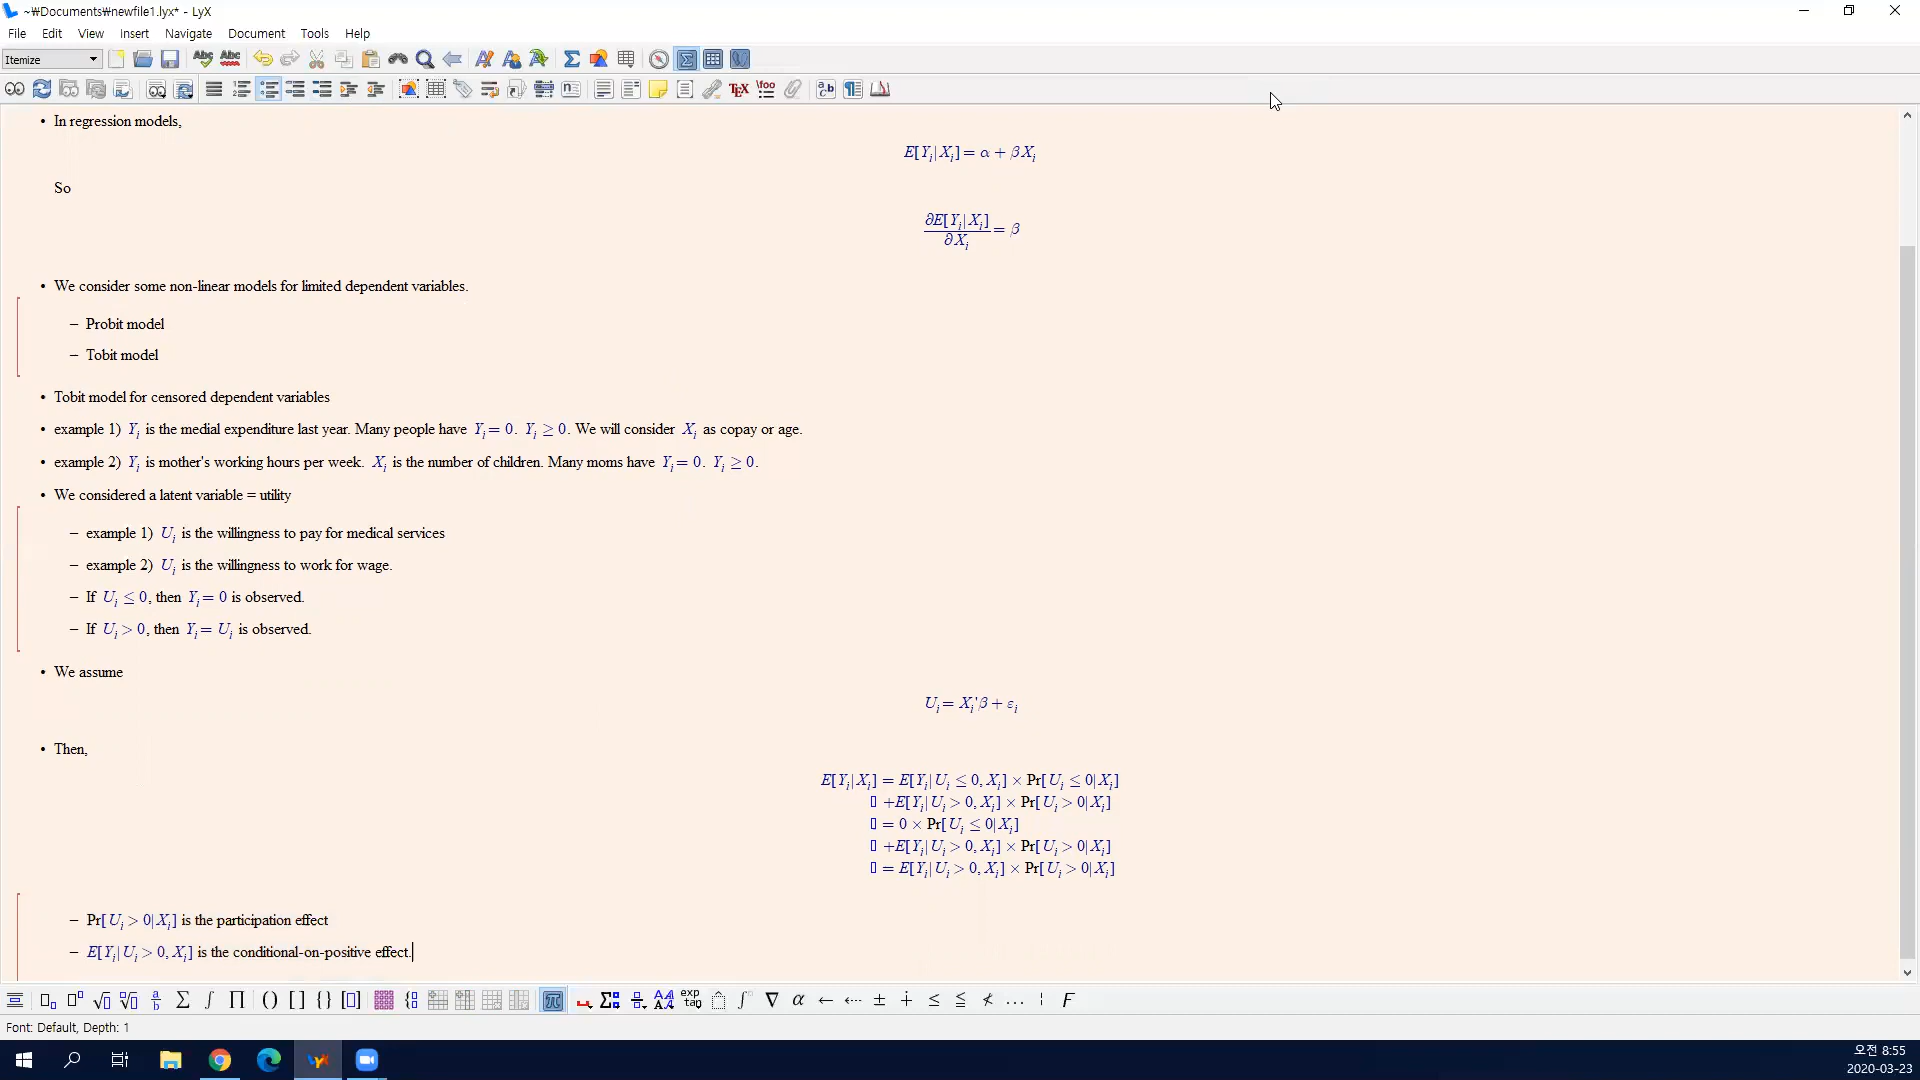 ~₩Documents₩newfile1.lyx* - LyX
File Edit View Insert Navigate Document Tools Help
Itemize
• In regression models,
E[Y_i|X_i] = α + βX_i
So
∂E[Y_i|X_i]
∂X_i = β
• We consider some non-linear models for limited dependent variables.
– Probit model
– Tobit model
• Tobit model for censored dependent variables
• example 1) Y_i is the medial expenditure last year. Many people have Y_i = 0. Y_i ≥ 0. We will consider X_i as copay or age.
• example 2) Y_i is mother's working hours per week. X_i is the number of children. Many moms have Y_i = 0. Y_i ≥ 0.
• We considered a latent variable = utility
– example 1) U_i is the willingness to pay for medical services
– example 2) U_i is the willingness to work for wage.
– If U_i ≤ 0, then Y_i = 0 is observed.
– If U_i > 0, then Y_i = U_i is observed.
• We assume
U_i = X_i'β + ε_i
• Then,
E[Y_i|X_i] = E[Y_i|U_i ≤ 0, X_i] × Pr[U_i ≤ 0|X_i]
+E[Y_i|U_i > 0, X_i] × Pr[U_i > 0|X_i]
= 0 × Pr[U_i ≤ 0|X_i]
+E[Y_i|U_i > 0, X_i] × Pr[U_i > 0|X_i]
= E[Y_i|U_i > 0, X_i] × Pr[U_i > 0|X_i]
– Pr[U_i > 0|X_i] is the participation effect
– E[Y_i|U_i > 0, X_i] is the conditional-on-positive effect.
Font: Default, Depth: 1
오전 8:55
2020-03-23